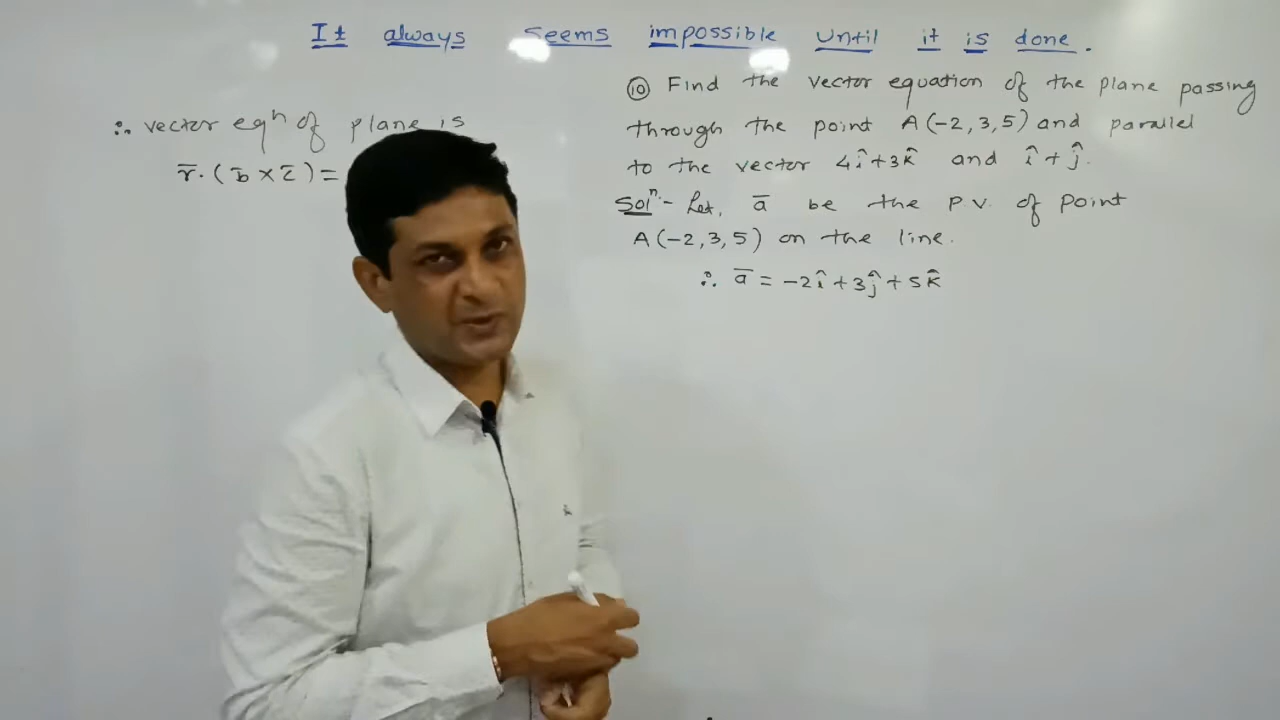 It always seems impossible until it is done.
∴ vector eqⁿ of plane is
r̄.(b̄×c̄)=
⑩ Find the vector equation of the plane passing
through the point A(-2,3,5) and parallel
to the vector 4î+3k̂ and î+ĵ.
Solⁿ:- Let, ā be the P.V. of point
A(-2,3,5) on the line.
∴ ā = -2î+3ĵ+5k̂